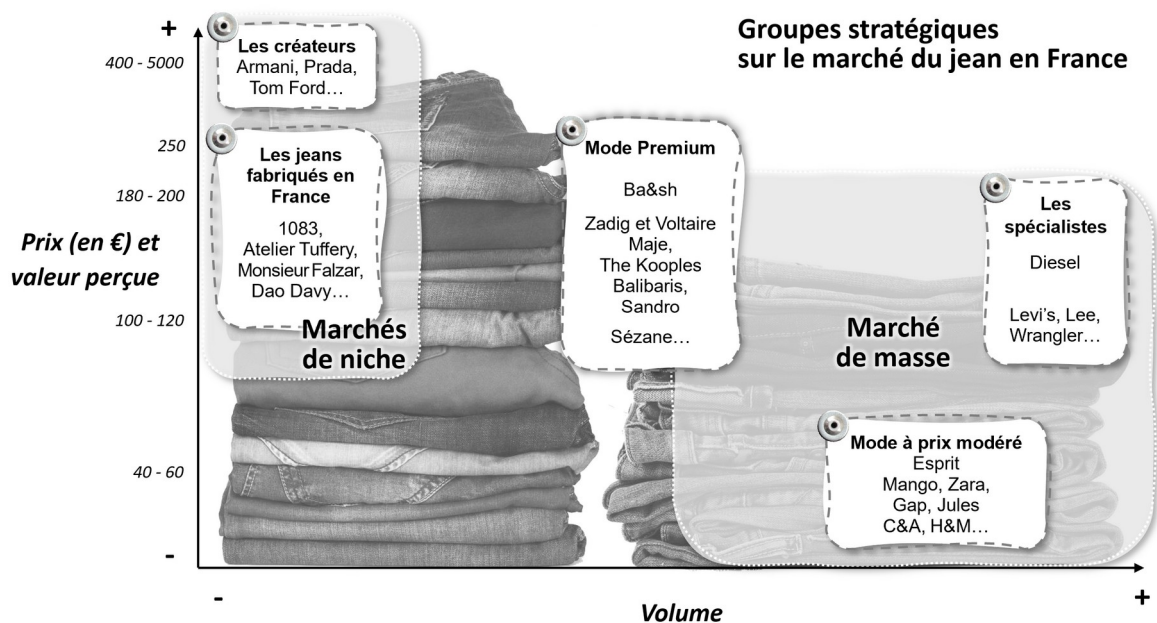 Groupes stratégiques
sur le marché du jean en France
+
400 - 5000
250
180 - 200
Prix (en €) et
valeur perçue
100 - 120
40 - 60
-
Les créateurs
Armani, Prada,
Tom Ford…
Les jeans
fabriqués en
France
1083,
Atelier Tuffery,
Monsieur Falzar,
Dao Davy…
Marchés
de niche
Mode Premium
Ba&sh
Zadig et Voltaire
Maje,
The Kooples
Balibaris,
Sandro
Sézane…
Les
spécialistes
Diesel
Levi's, Lee,
Wrangler…
Marché
de masse
Mode à prix modéré
Esprit
Mango, Zara,
Gap, Jules
C&A, H&M…
-
Volume
+